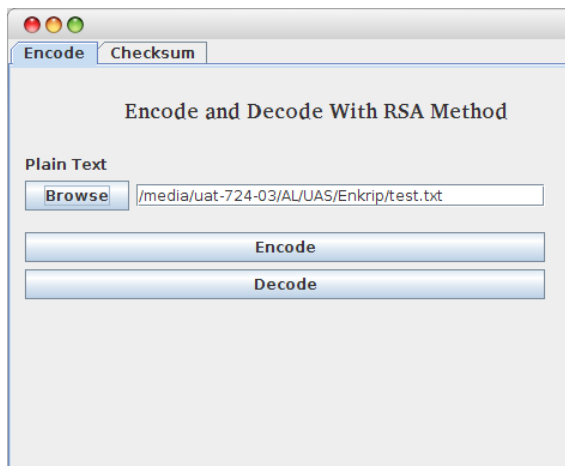 Encode Checksum
Encode and Decode With RSA Method
Plain Text
Browse /media/uat-724-03/AL/UAS/Enkrip/test.txt
Encode
Decode